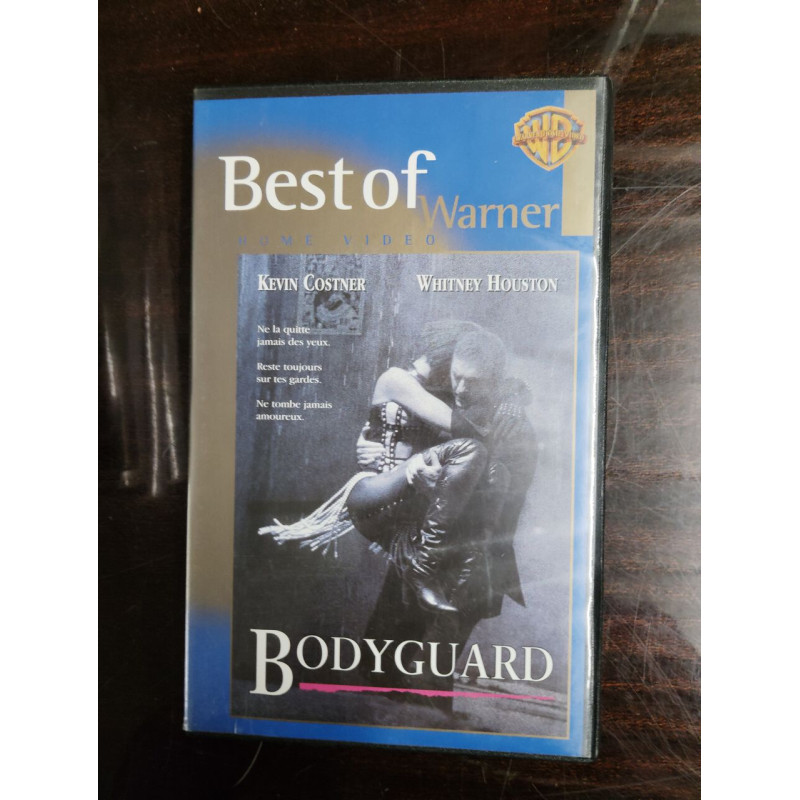 Best of
Warner
HOME VIDEO
KEVIN COSTNER WHITNEY HOUSTON
Ne la quitte
jamais des yeux.
Reste toujours
sur tes gardes.
Ne tombe jamais
amoureux.
BODYGUARD